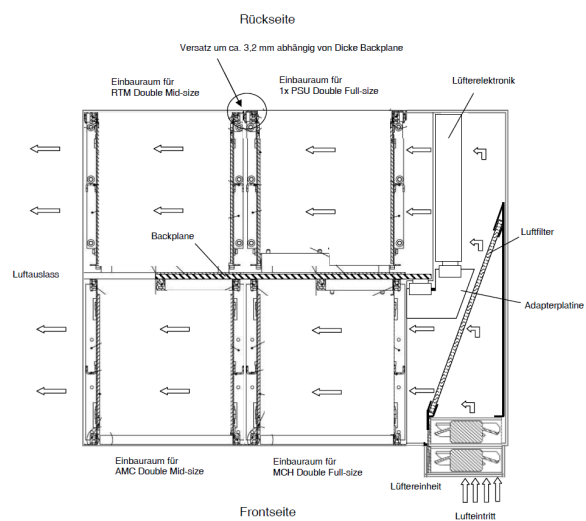 Rückseite
Versatz um ca. 3,2 mm abhängig von Dicke Backplane
Einbauraum für
RTM Double Mid-size
Einbauraum für
1x PSU Double Full-size
Lüfterelektronik
Backplane
Luftfilter
Luftauslass
Adapterplatine
Einbauraum für
AMC Double Mid-size
Einbauraum für
MCH Double Full-size
Lüftereinheit
Lufteintritt
Frontseite